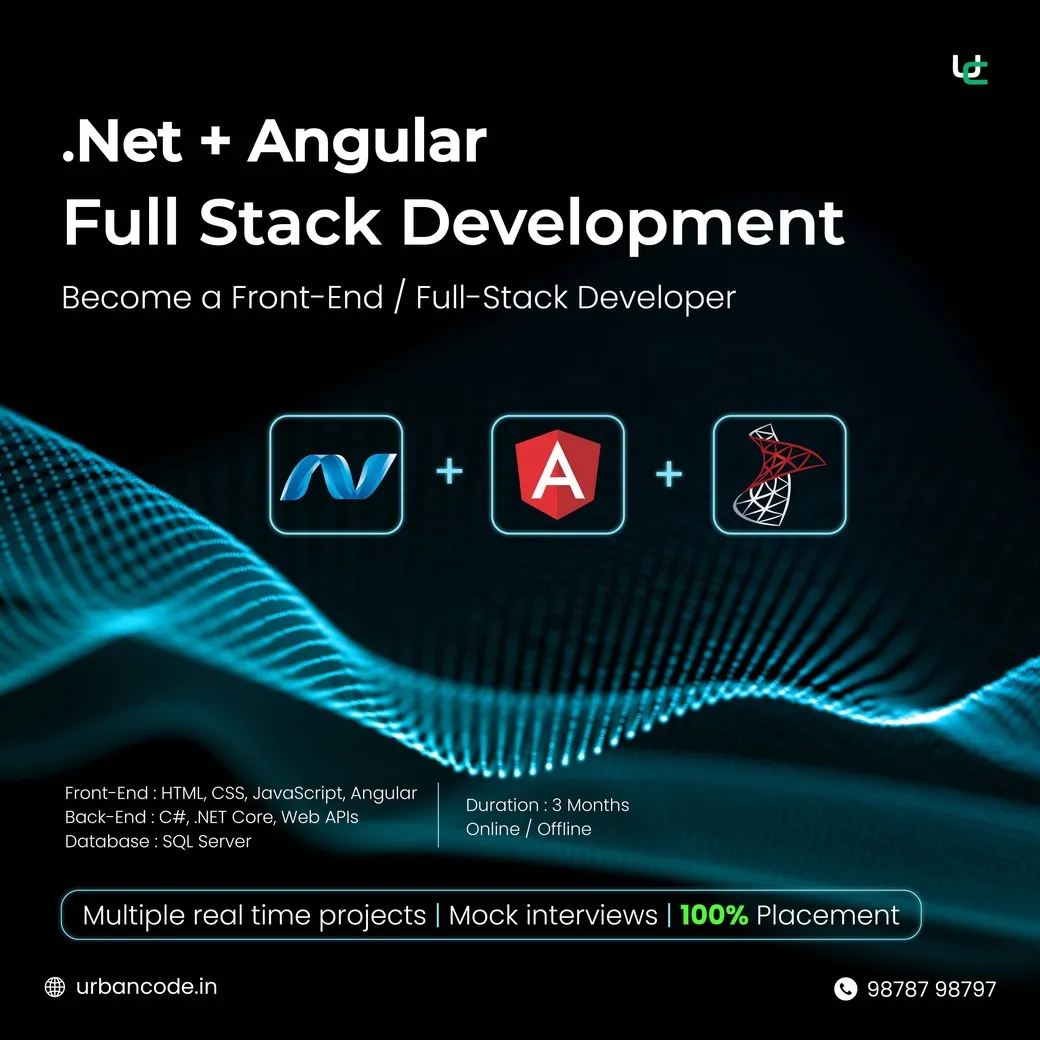 UC
.Net + Angular
Full Stack Development
Become a Front-End / Full-Stack Developer
+ A +
Front-End : HTML, CSS, JavaScript, Angular
Back-End : C#, .NET Core, Web APIs
Database : SQL Server
Duration : 3 Months
Online / Offline
Multiple real time projects | Mock interviews | 100% Placement
urbancode.in
98787 98797